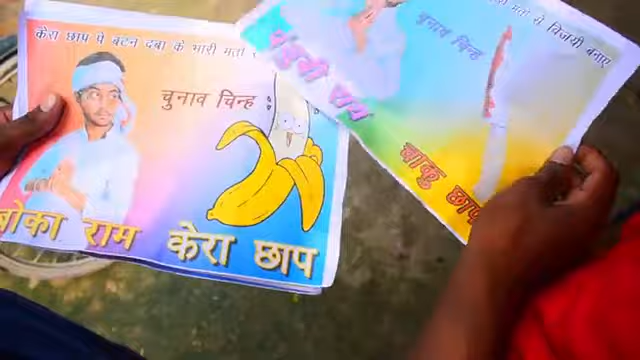 केरा छाप पे बटन दबा के भारी मतों
चुनाव चिन्ह :
बोका राम केरा छाप
मतों से विजयी बनाए
चुनाव चिन्ह
राम
चाकु छाप